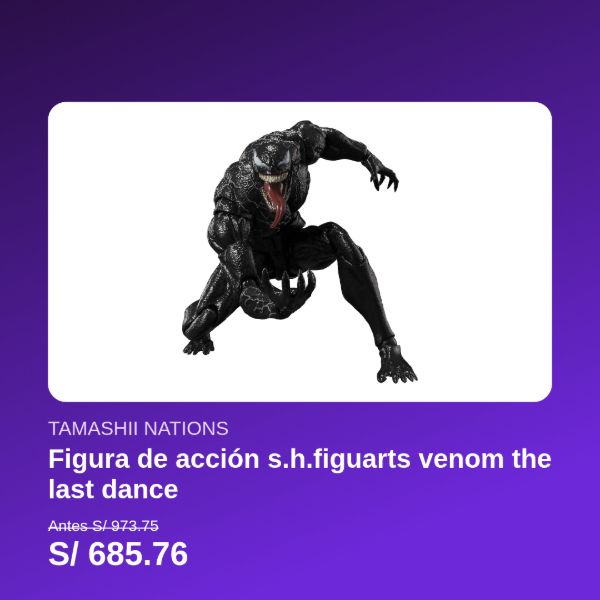 TAMASHII NATIONS
Figura de acción s.h.figuarts venom the
last dance
Antes S/ 973.75
S/ 685.76